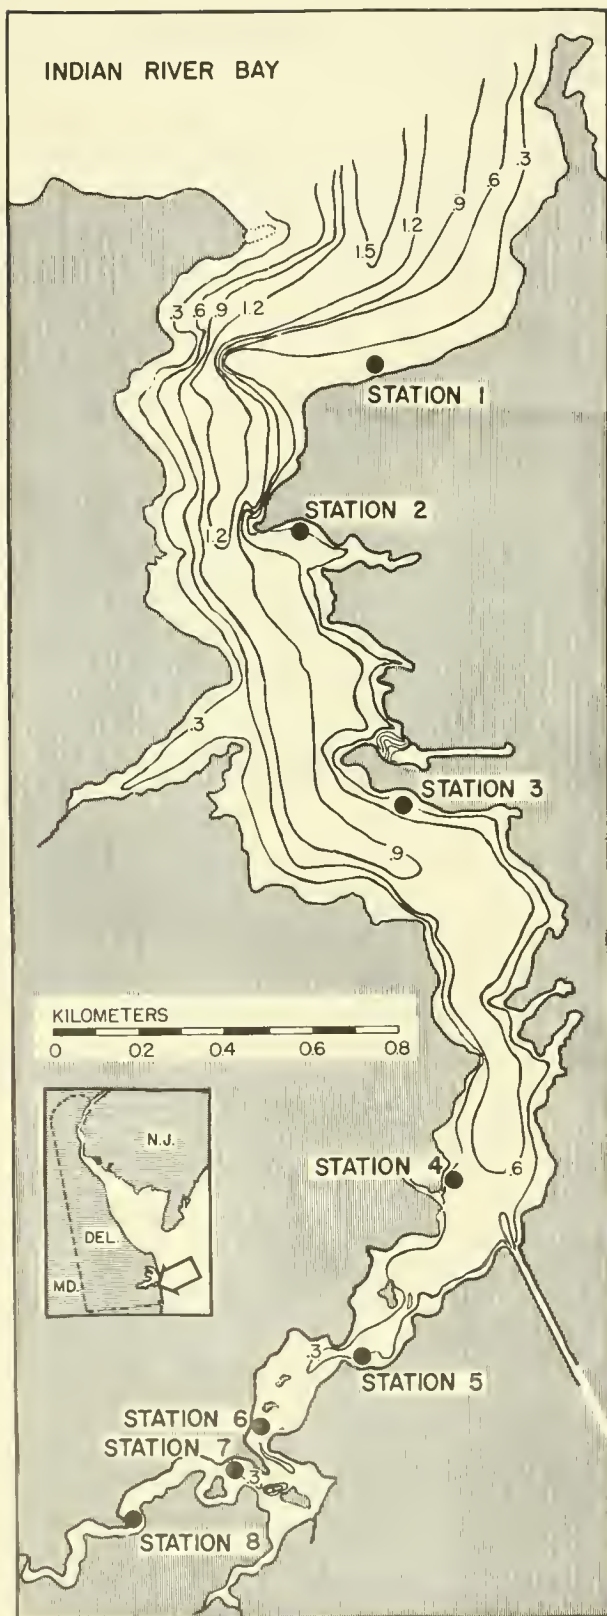 INDIAN RIVER BAY
.3
.6
.9
1.2
1.5
.3 .6 .9 1.2
STATION 1
STATION 2
1.2
.3
STATION 3
.9
KILOMETERS
0 0.2 0.4 0.6 0.8
N.J.
DEL.
MD.
STATION 4
.6
.3
STATION 5
STATION 6
STATION 7
.3
STATION 8